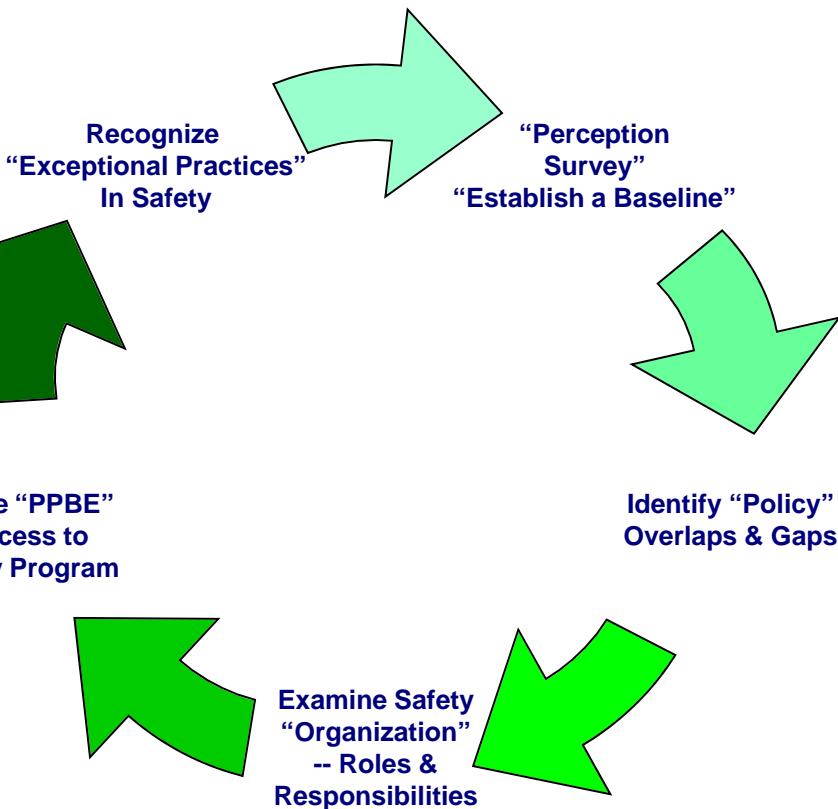 Recognize
“Exceptional Practices”
In Safety
“Perception
Survey”
“Establish a Baseline”
Identify “Policy”
Overlaps & Gaps
Examine Safety
“Organization”
-- Roles &
Responsibilities
“PPBE”
to
Program